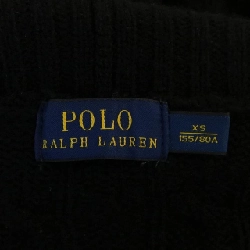 POLO
RALPH LAUREN
XS
155/80A